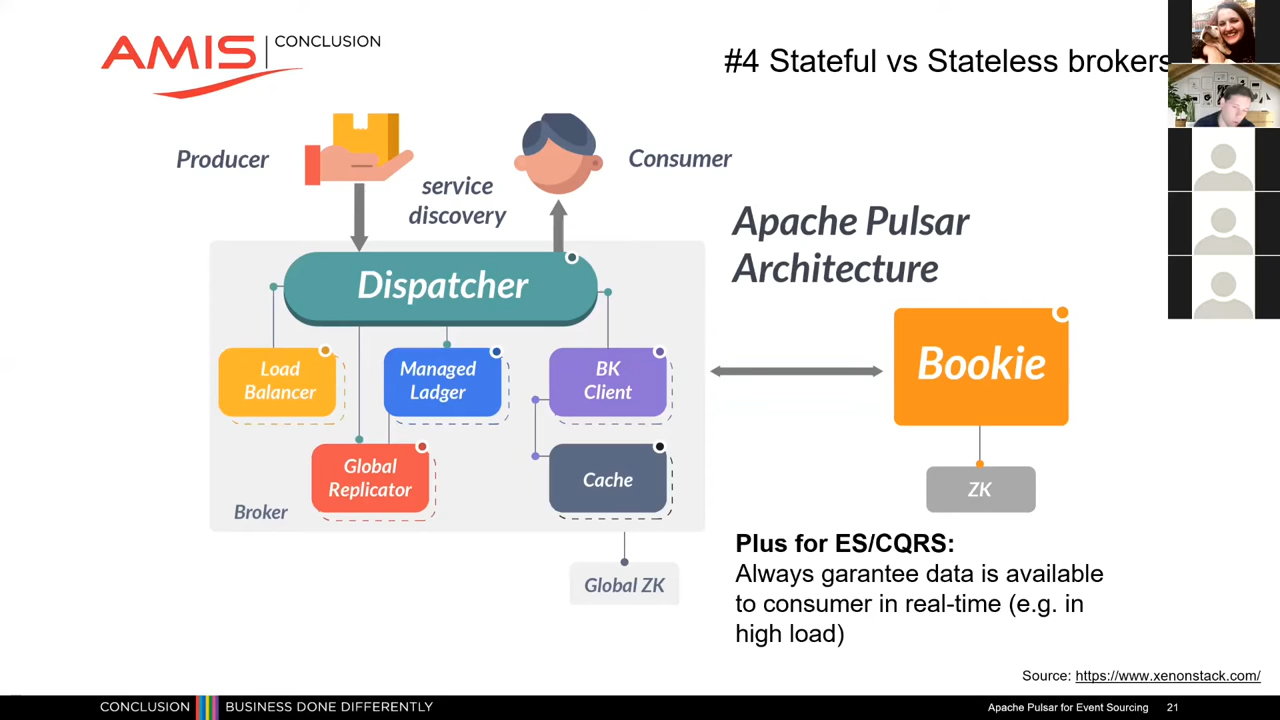 AMIS
CONCLUSION
#4 Stateful vs Stateless brokers
Producer
service
discovery
Consumer
Apache Pulsar
Architecture
Dispatcher
Load
Balancer
Managed
Ladger
BK
Client
Bookie
Global
Replicator
Cache
ZK
Broker
Global ZK
Plus for ES/CQRS:
Always garantee data is available
to consumer in real-time (e.g. in
high load)
Source: https://www.xenonstack.com/
CONCLUSION BUSINESS DONE DIFFERENTLY
Apache Pulsar for Event Sourcing 21